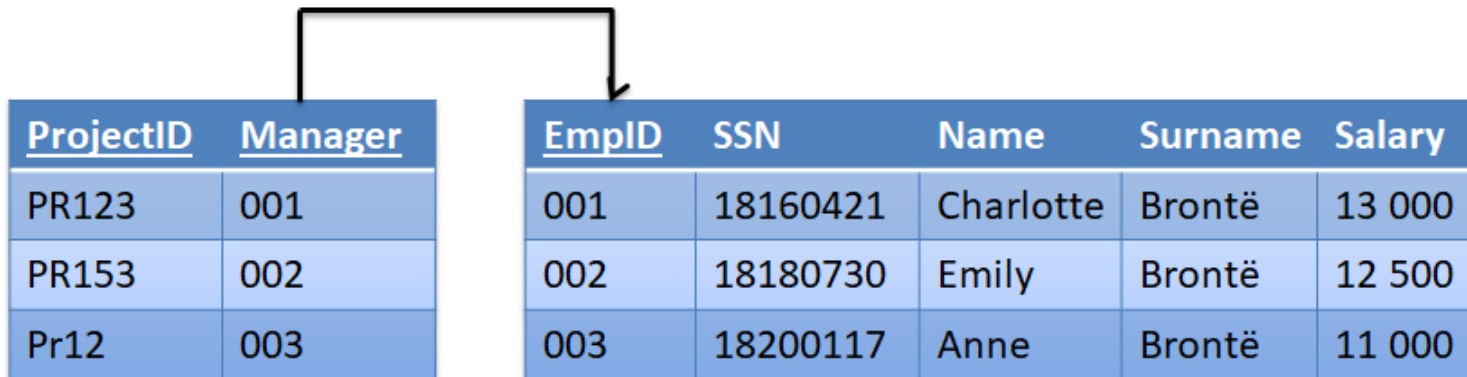 ProjectID Manager
PR123 001
PR153 002
Pr12 003
EmpID SSN Name Surname Salary
001 18160421 Charlotte Brontë 13 000
002 18180730 Emily Brontë 12 500
003 18200117 Anne Brontë 11 000